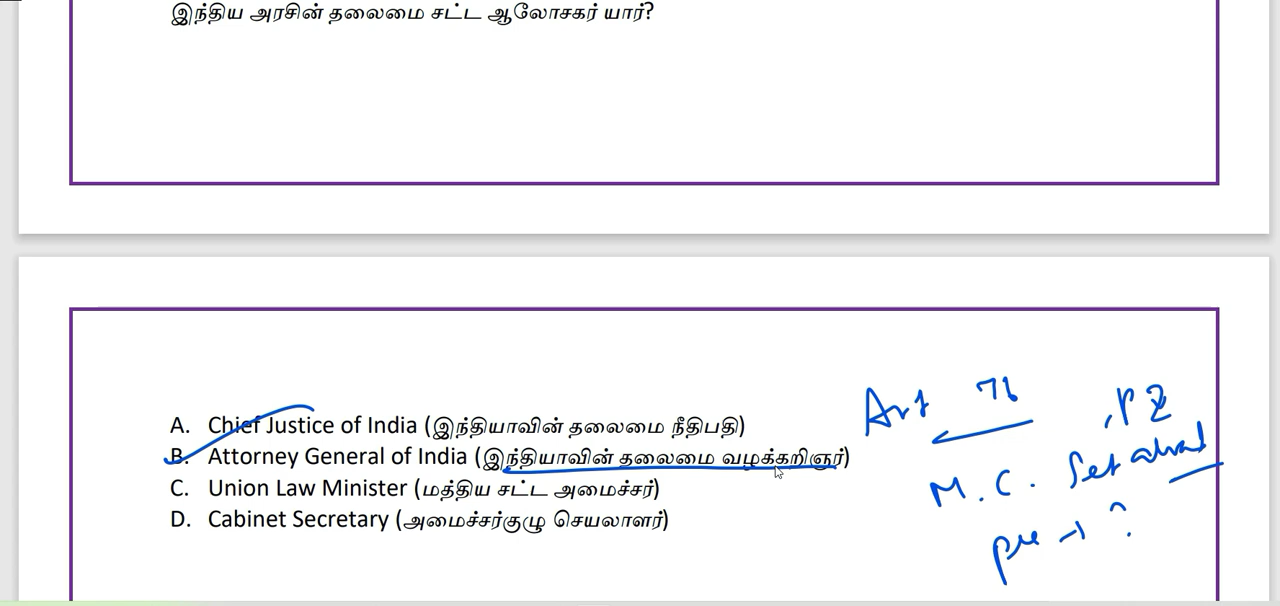 இந்திய அரசின் தலைமை சட்ட ஆலோசகர் யார்?
A. Chief Justice of India (இந்தியாவின் தலைமை நீதிபதி)
B. Attorney General of India (இந்தியாவின் தலைமை வழக்கறிஞர்)
C. Union Law Minister (மத்திய சட்ட அமைச்சர்)
D. Cabinet Secretary (அமைச்சர்குழு செயலாளர்)
Art 76
M.C. Setalvad
pre → ?